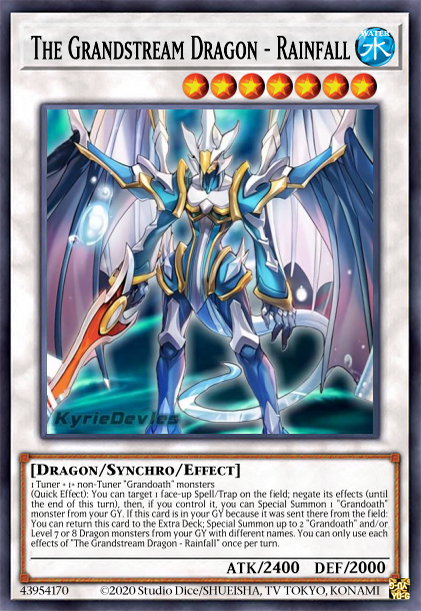 The Grandstream Dragon - Rainfall
WATER
水
KyrieDevies
[Dragon/Synchro/Effect]
1 Tuner + 1+ non-Tuner "Grandoath" monsters
(Quick Effect): You can target 1 face-up Spell/Trap on the field; negate its effects (until
the end of this turn), then, if you control it, you can Special Summon 1 "Grandoath"
monster from your GY. If this card is in your GY because it was sent there from the field:
You can return this card to the Extra Deck; Special Summon up to 2 "Grandoath" and/or
Level 7 or 8 Dragon monsters from your GY with different names. You can only use each
effects of "The Grandstream Dragon - Rainfall" once per turn.
ATK/2400 DEF/2000
43954170 ©2020 Studio Dice/SHUEISHA, TV TOKYO, KONAMI